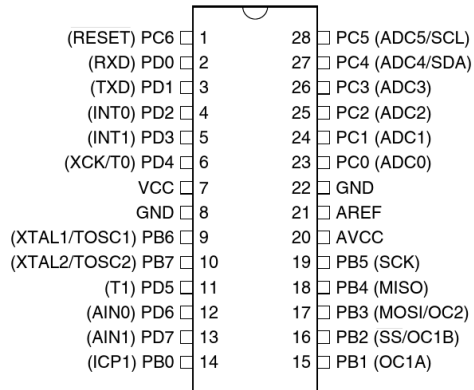 (RESET) PC6 1 28 PC5 (ADC5/SCL)
(RXD) PD0 2 27 PC4 (ADC4/SDA)
(TXD) PD1 3 26 PC3 (ADC3)
(INT0) PD2 4 25 PC2 (ADC2)
(INT1) PD3 5 24 PC1 (ADC1)
(XCK/T0) PD4 6 23 PC0 (ADC0)
VCC 7 22 GND
GND 8 21 AREF
(XTAL1/TOSC1) PB6 9 20 AVCC
(XTAL2/TOSC2) PB7 10 19 PB5 (SCK)
(T1) PD5 11 18 PB4 (MISO)
(AIN0) PD6 12 17 PB3 (MOSI/OC2)
(AIN1) PD7 13 16 PB2 (SS/OC1B)
(ICP1) PB0 14 15 PB1 (OC1A)